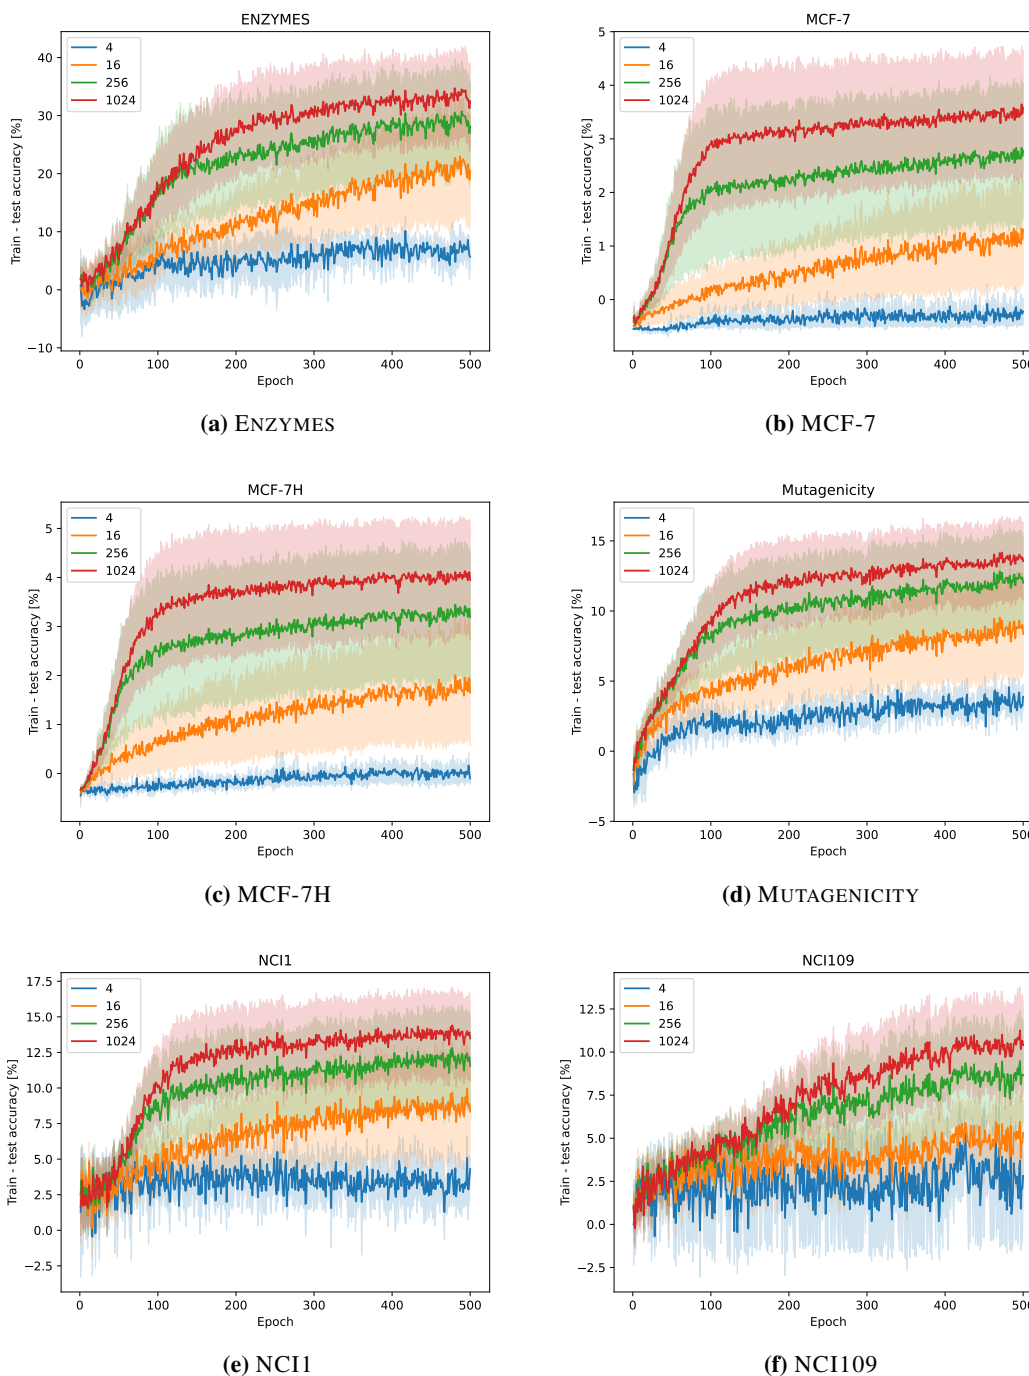 ENZYMES
4
16
256
1024
40
30
20
10
0
−10
Train - test accuracy [%]
0 100 200 300 400 500
Epoch
(a) ENZYMES
MCF-7
4
16
256
1024
5
4
3
2
1
0
Train - test accuracy [%]
0 100 200 300 400 500
Epoch
(b) MCF-7
MCF-7H
4
16
256
1024
5
4
3
2
1
0
Train - test accuracy [%]
0 100 200 300 400 500
Epoch
(c) MCF-7H
Mutagenicity
4
16
256
1024
15
10
5
0
−5
Train - test accuracy [%]
0 100 200 300 400 500
Epoch
(d) MUTAGENICITY
NCI1
4
16
256
1024
17.5
15.0
12.5
10.0
7.5
5.0
2.5
0.0
−2.5
Train - test accuracy [%]
0 100 200 300 400 500
Epoch
(e) NCI1
NCI109
4
16
256
1024
12.5
10.0
7.5
5.0
2.5
0.0
−2.5
Train - test accuracy [%]
0 100 200 300 400 500
Epoch
(f) NCI109